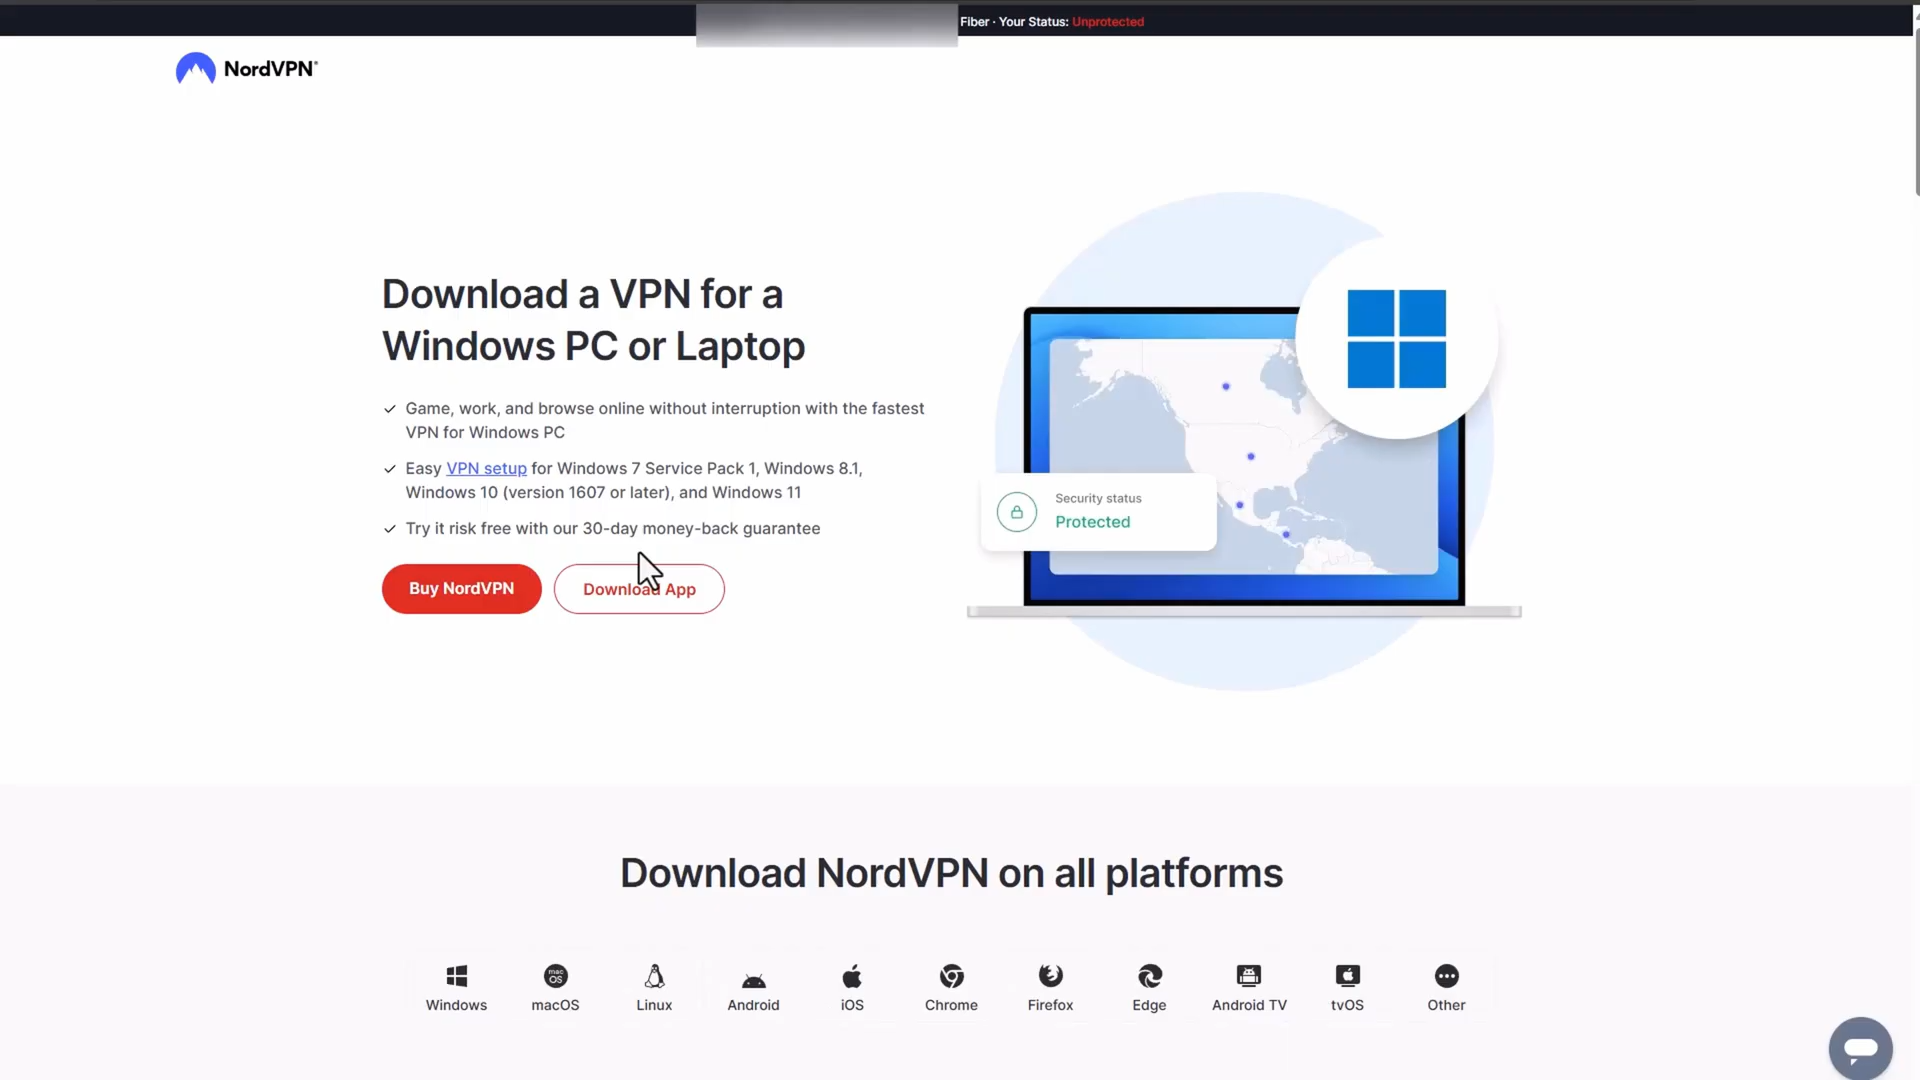 Fiber · Your Status: Unprotected
NordVPN®
Download a VPN for a
Windows PC or Laptop
Game, work, and browse online without interruption with the fastest
VPN for Windows PC
Easy VPN setup for Windows 7 Service Pack 1, Windows 8.1,
Windows 10 (version 1607 or later), and Windows 11
Try it risk free with our 30-day money-back guarantee
Buy NordVPN
Download App
Security status
Protected
Download NordVPN on all platforms
Windows
macOS
Linux
Android
iOS
Chrome
Firefox
Edge
Android TV
tvOS
Other